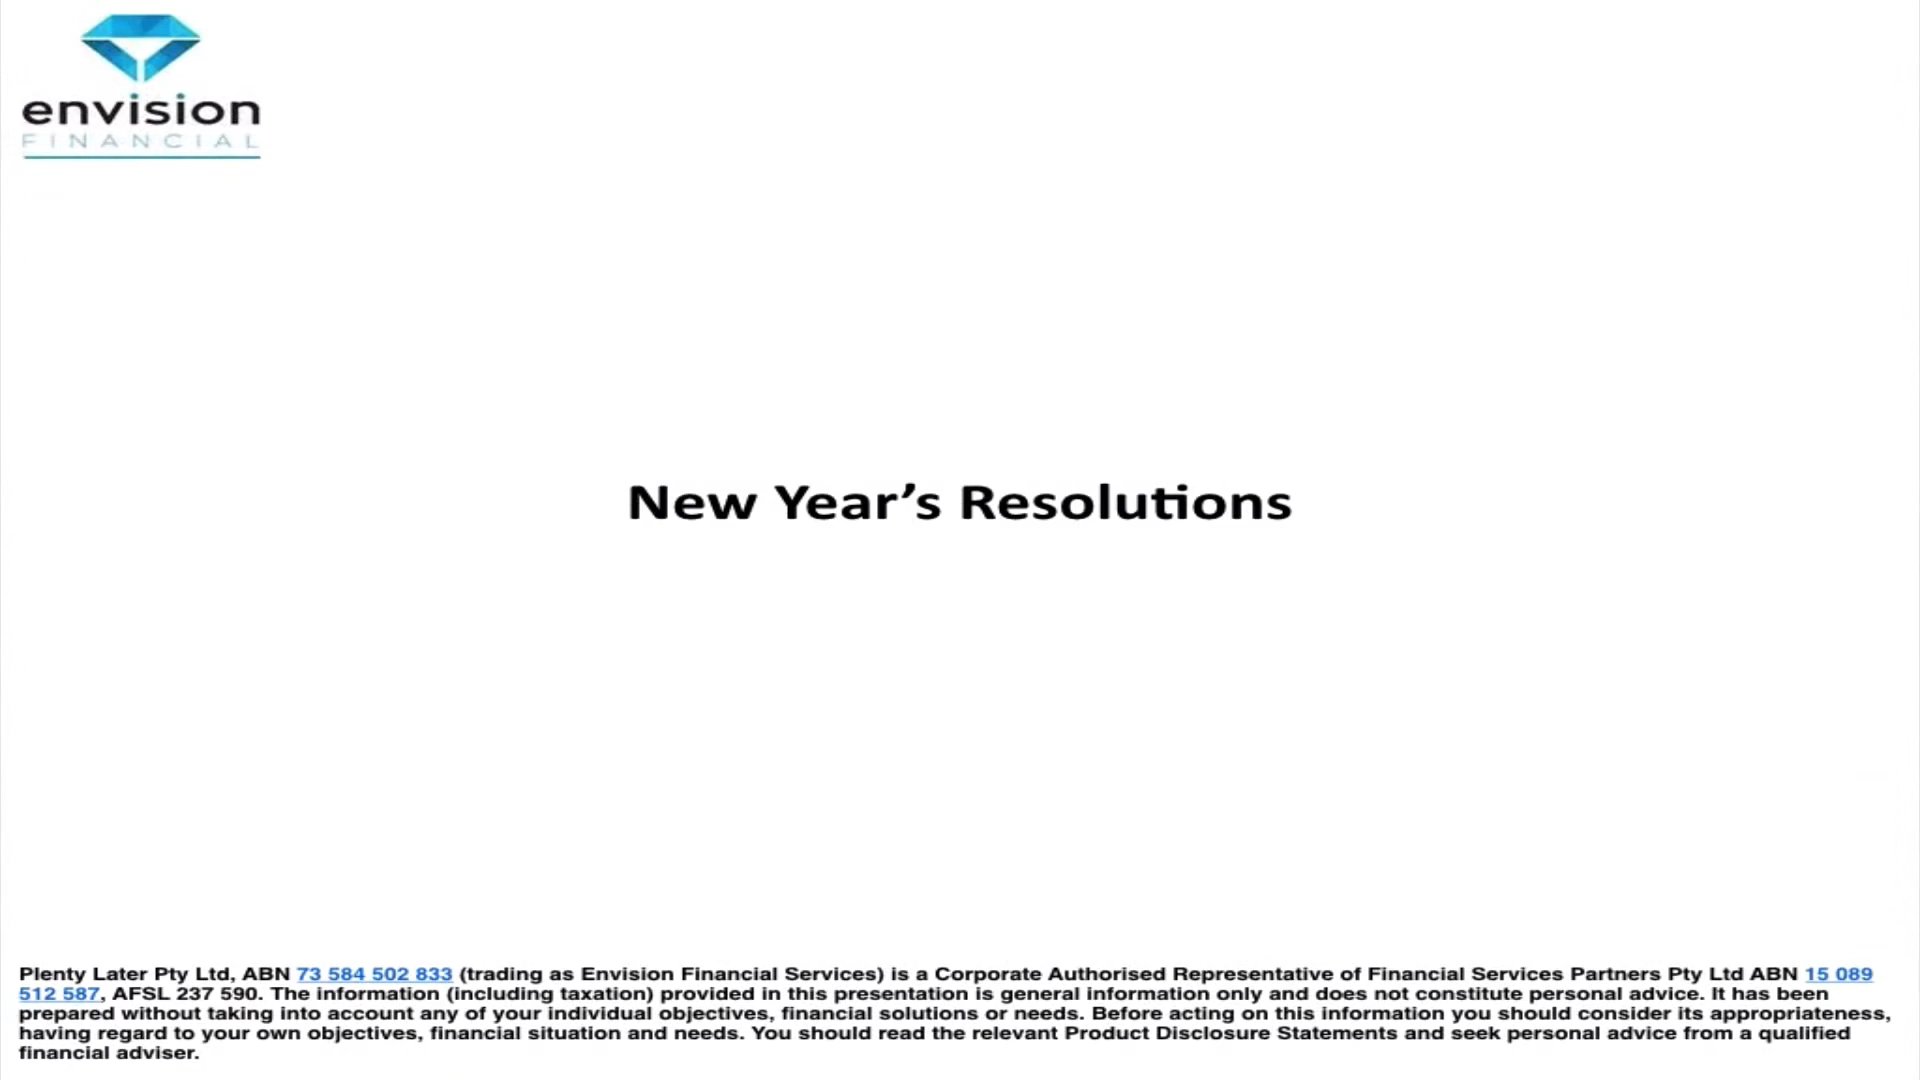 envision
FINANCIAL
New Year’s Resolutions
Plenty Later Pty Ltd, ABN 73 584 502 833 (trading as Envision Financial Services) is a Corporate Authorised Representative of Financial Services Partners Pty Ltd ABN 15 089
512 587, AFSL 237 590. The information (including taxation) provided in this presentation is general information only and does not constitute personal advice. It has been
prepared without taking into account any of your individual objectives, financial solutions or needs. Before acting on this information you should consider its appropriateness,
having regard to your own objectives, financial situation and needs. You should read the relevant Product Disclosure Statements and seek personal advice from a qualified
financial adviser.